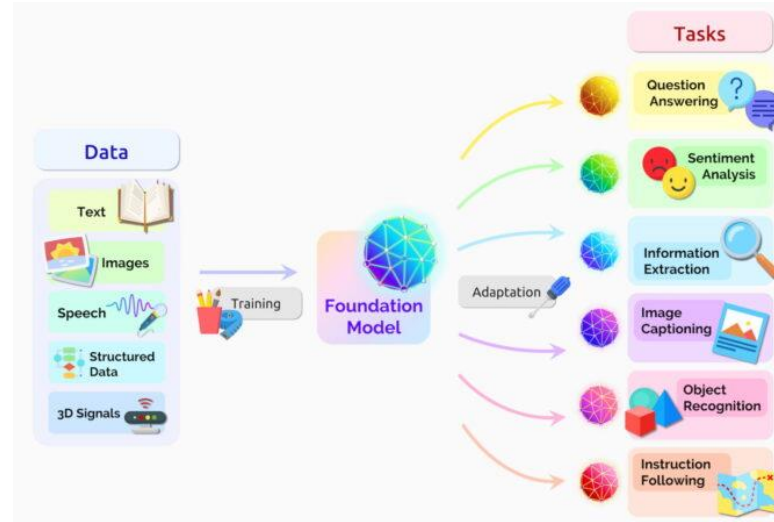 Data
Text
Images
Speech
Structured
Data
3D Signals
Training
Foundation
Model
Adaptation
Tasks
Question
Answering
?
Sentiment
Analysis
Information
Extraction
Image
Captioning
Object
Recognition
Instruction
Following